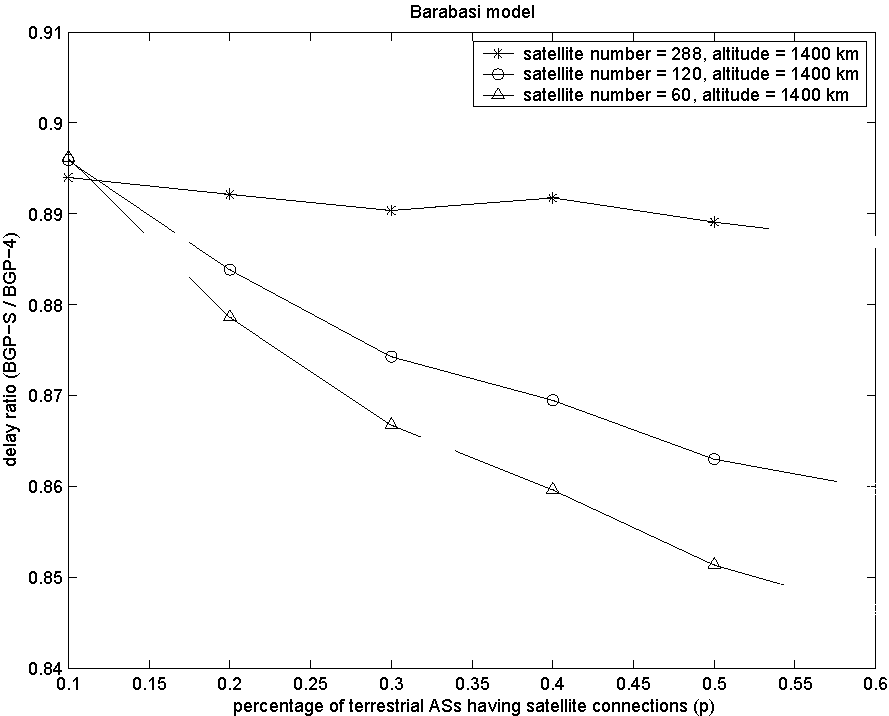 Barabasi model
satellite number = 288, altitude = 1400 km
satellite number = 120, altitude = 1400 km
satellite number = 60, altitude = 1400 km
delay ratio (BGP−S / BGP−4)
0.91
0.9
0.89
0.88
0.87
0.86
0.85
0.84
0.1 0.15 0.2 0.25 0.3 0.35 0.4 0.45 0.5 0.55 0.6
percentage of terrestrial ASs having satellite connections (p)